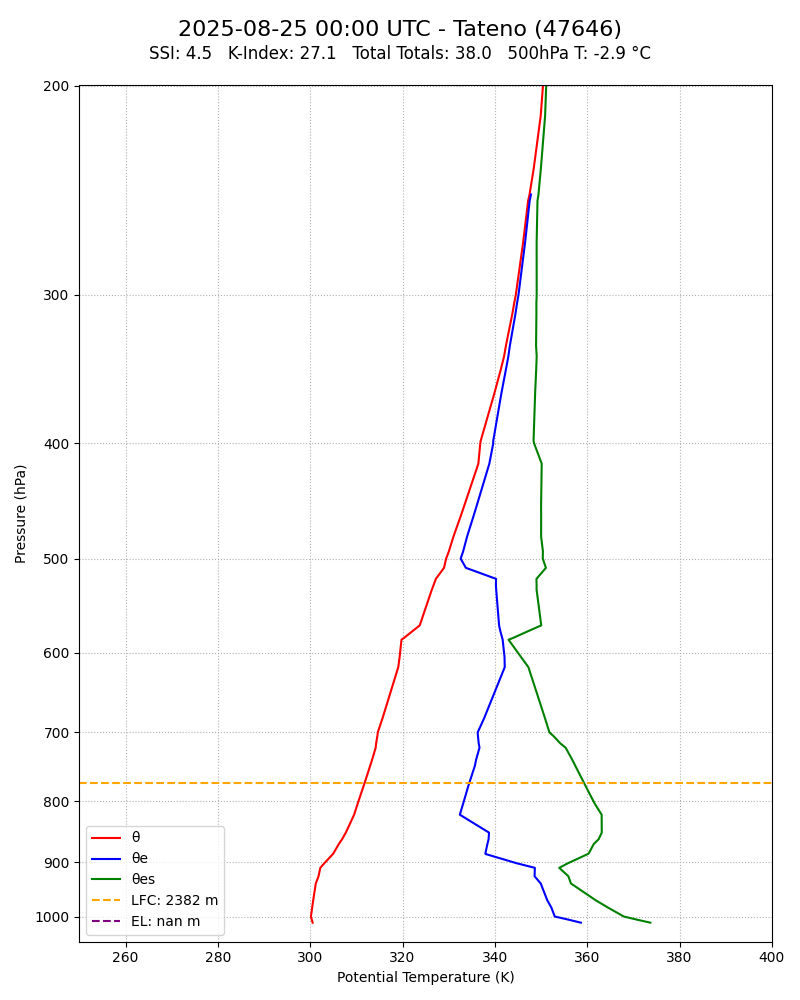 2025-08-25 00:00 UTC - Tateno (47646)
SSI: 4.5   K-Index: 27.1   Total Totals: 38.0   500hPa T: -2.9 °C
200
300
400
500
600
700
800
900
1000
Pressure (hPa)
θ
θe
θes
LFC: 2382 m
EL: nan m
260 280 300 320 340 360 380 400
Potential Temperature (K)